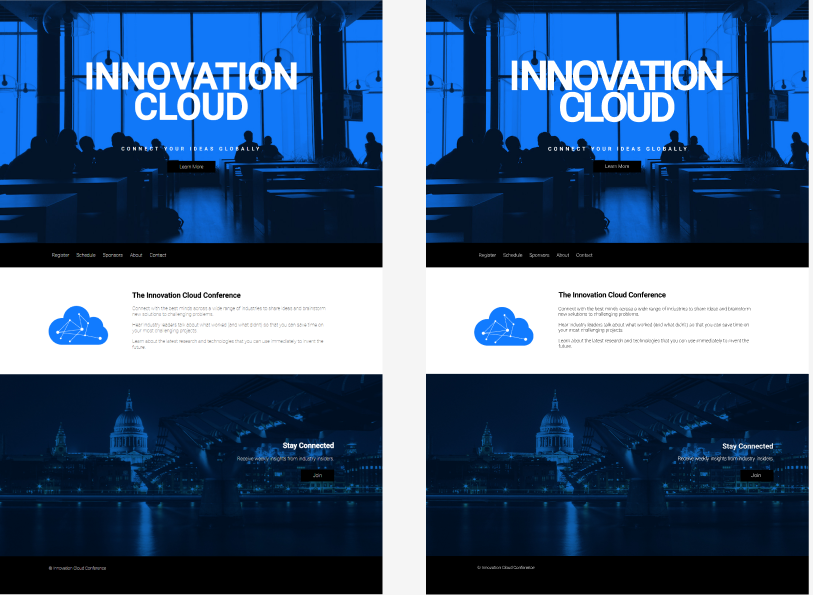 INNOVATION
CLOUD
CONNECT YOUR IDEAS GLOBALLY
Learn More
Register Schedule Sponsors About Contact
The Innovation Cloud Conference
Connect with the best minds across a wide range of industries to share ideas and brainstorm
new solutions to challenging problems.
Hear industry leaders talk about what worked (and what didn't) so that you can save time on
your most challenging projects.
Learn about the latest research and technologies that you can use immediately to invent the
future.
Stay Connected
Receive weekly insights from industry insiders.
Join
© Innovation Cloud Conference
INNOVATION
CLOUD
CONNECT YOUR IDEAS GLOBALLY
Learn More
Register Schedule Sponsors About Contact
The Innovation Cloud Conference
Connect with the best minds across a wide range of industries to share ideas and brainstorm
new solutions to challenging problems.
Hear industry leaders talk about what worked (and what didn't) so that you can save time on
your most challenging projects.
Learn about the latest research and technologies that you can use immediately to invent the
future.
Stay Connected
Receive weekly insights from industry insiders.
Join
© Innovation Cloud Conference